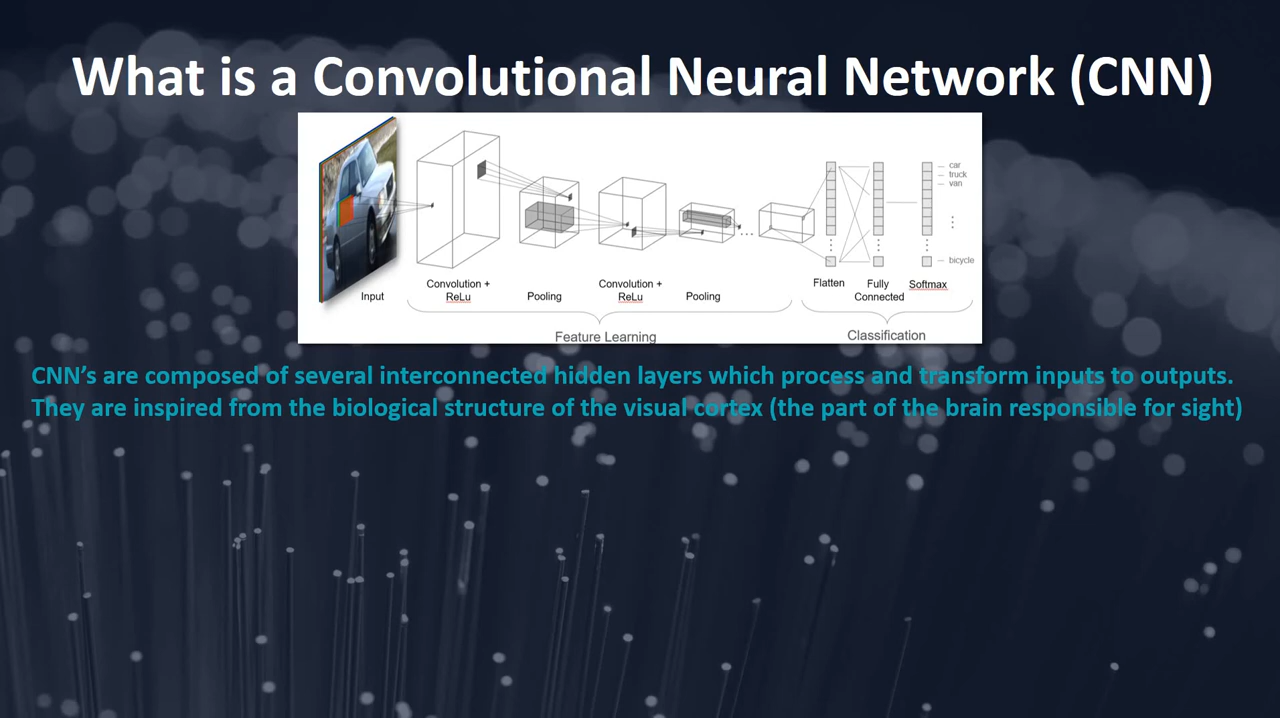 What is a Convolutional Neural Network (CNN)
car
truck
van
bicycle
Input
Convolution +
ReLu
Pooling
Convolution +
ReLu
Pooling
Flatten
Fully
Connected
Softmax
Feature Learning
Classification
CNN’s are composed of several interconnected hidden layers which process and transform inputs to outputs.
They are inspired from the biological structure of the visual cortex (the part of the brain responsible for sight)